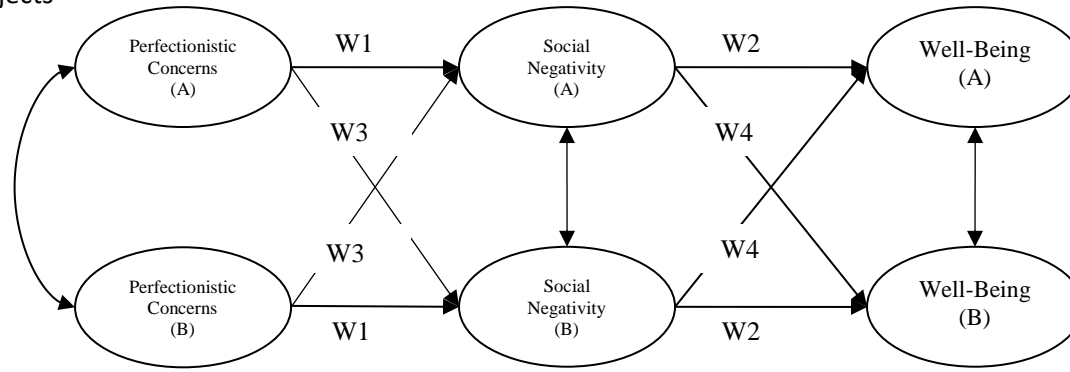 jects
Perfectionistic
Concerns
(A)
W1
Social
Negativity
(A)
W2
Well-Being
(A)
W3
W4
W3
W4
Perfectionistic
Concerns
(B)
W1
Social
Negativity
(B)
W2
Well-Being
(B)